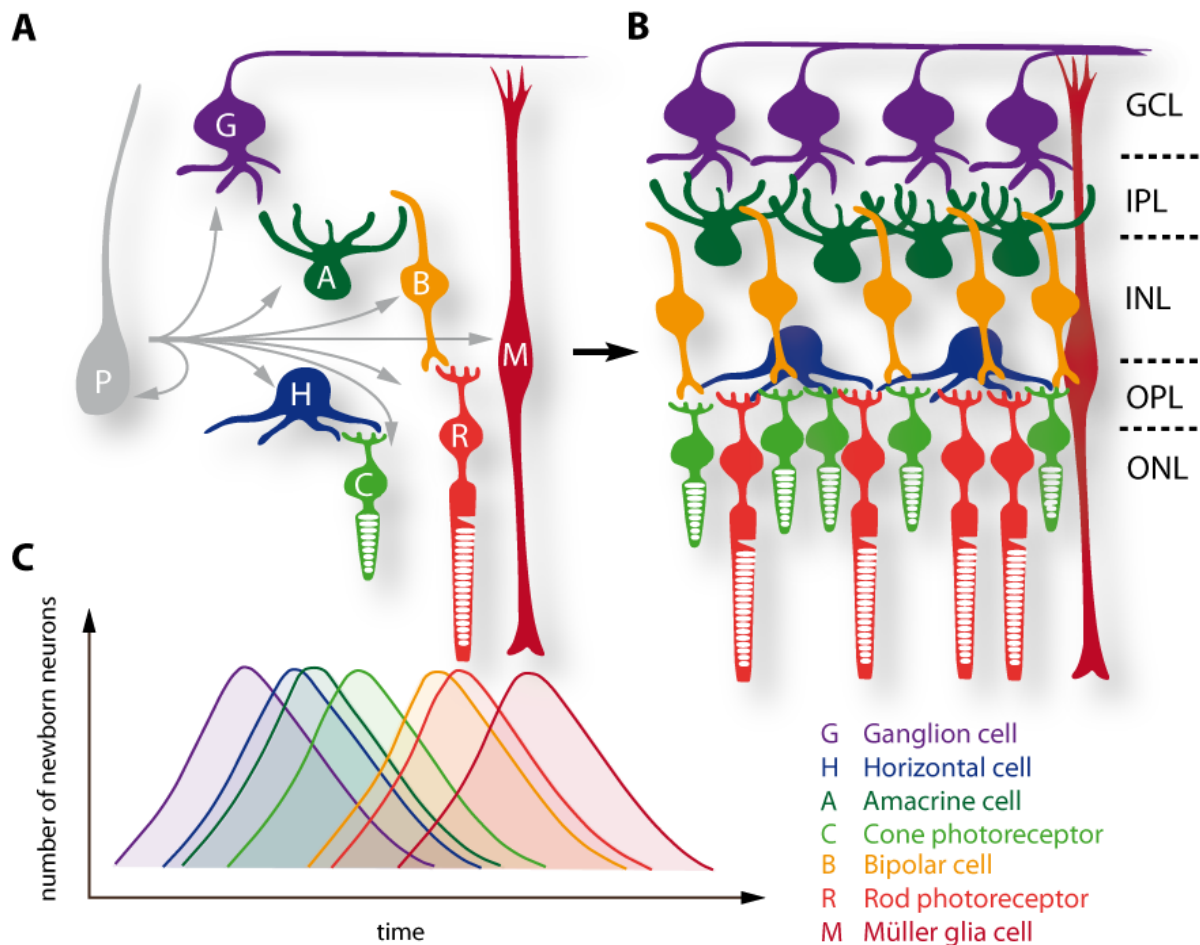 A
B
G
GCL
IPL
A
B
INL
P
M
H
OPL
R
ONL
C
C
number of newborn neurons
time
G Ganglion cell
H Horizontal cell
A Amacrine cell
C Cone photoreceptor
B Bipolar cell
R Rod photoreceptor
M Müller glia cell